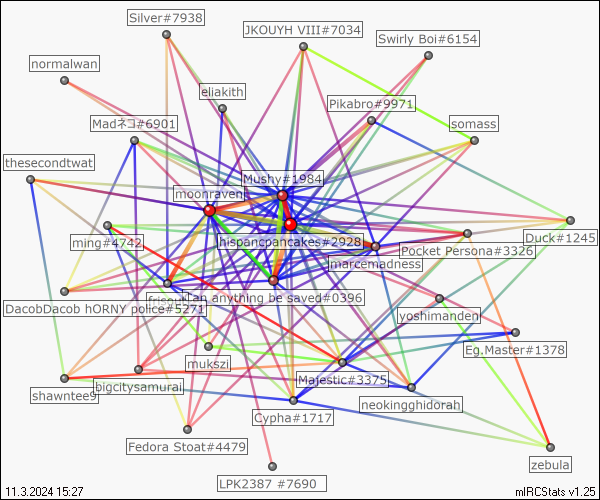 Silver#7938
JKOUYH VIII#7034
Swirly Boi#6154
normalwan
eliakith
Pikabro#9971
Madネコ#6901
somass
thesecondtwat
Mushy#1984
moonraven
ming#4742
hispancpancakes#2928
Pocket Persona#3326
Duck#1245
marcemadness
can anything be saved#0396
DacobDacob hORNY police#5271
yoshimanden
Eg.Master#1378
mukszi
Majestic#3375
shawntee9
bigcitysamurai
neokingghidorah
Cypha#1717
Fedora Stoat#4479
zebula
LPK2387 #7690
11.3.2024 15:27
mIRCStats v1.25